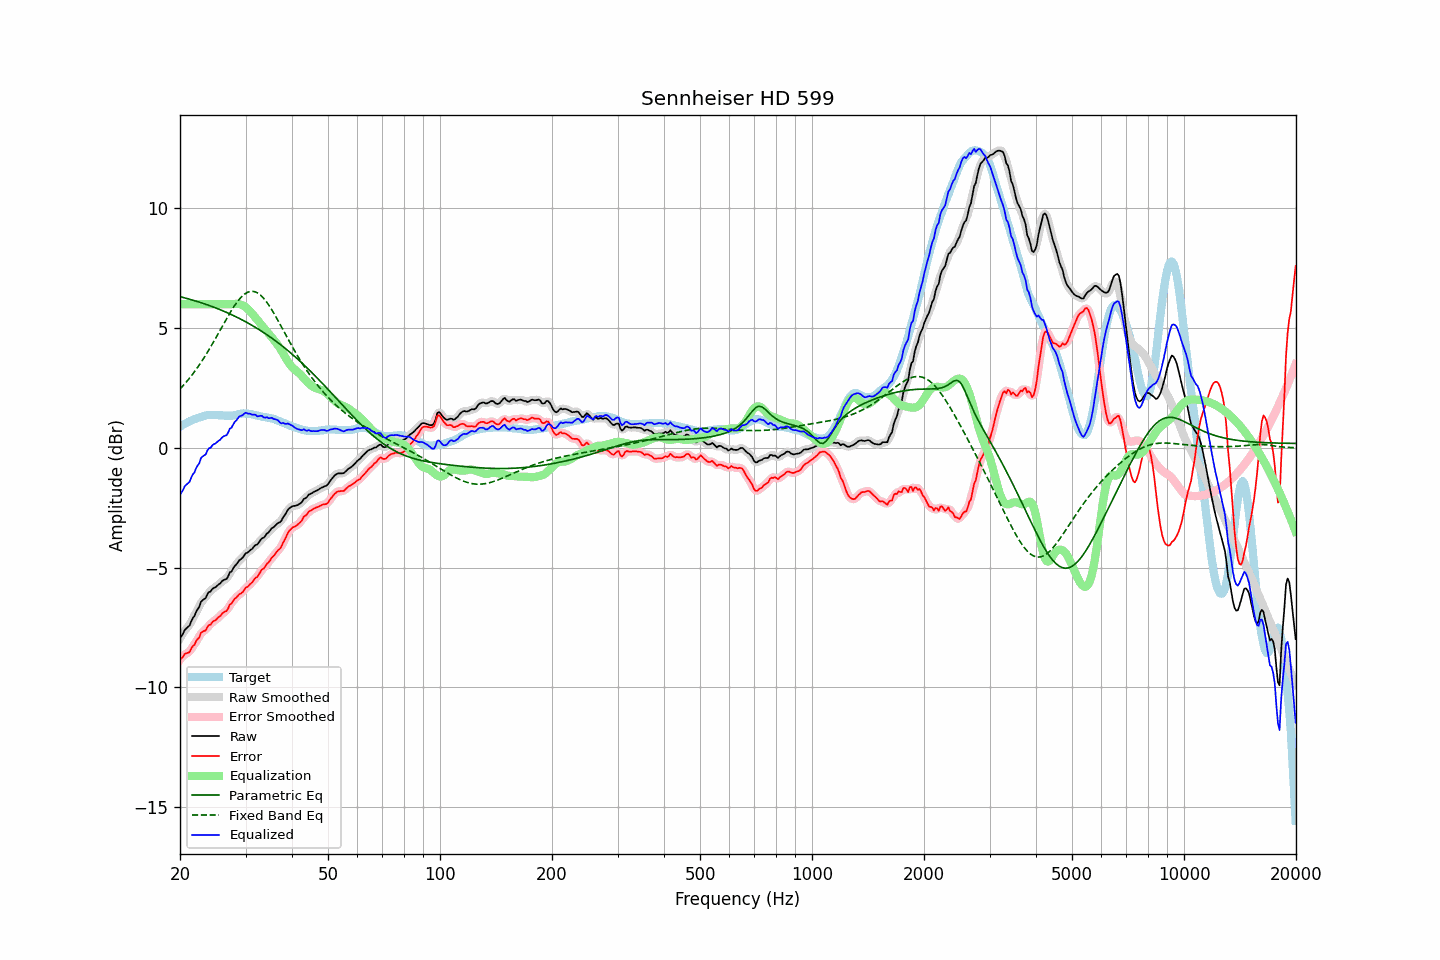 Sennheiser HD 599
Amplitude (dBr)
10
5
0
−5
−10
−15
Target
Raw Smoothed
Error Smoothed
Raw
Error
Equalization
Parametric Eq
Fixed Band Eq
Equalized
20 50 100 200 500 1000 2000 5000 10000 20000
Frequency (Hz)